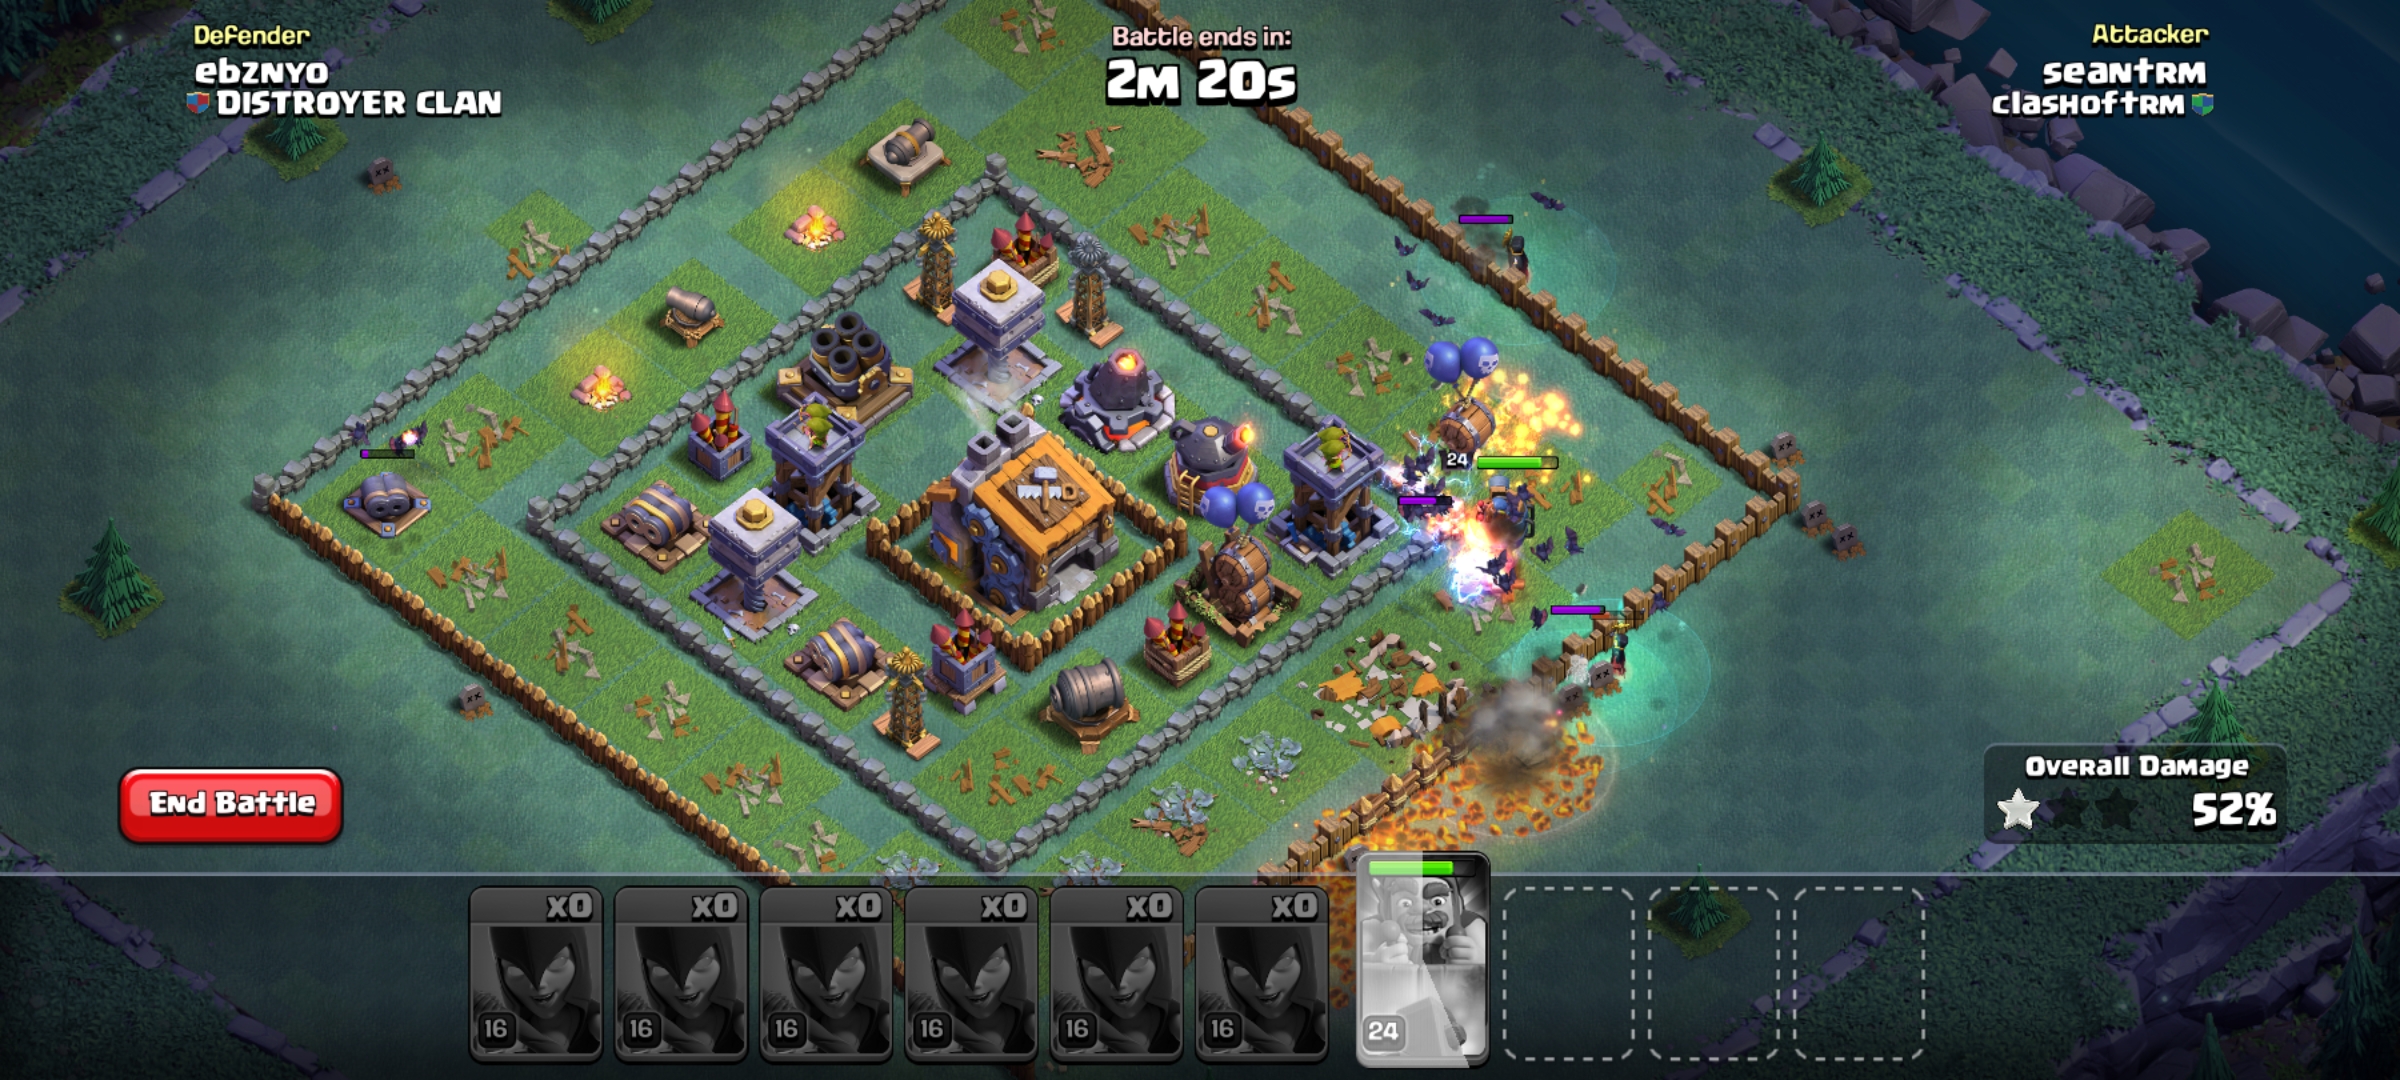 Defender
ebzNYO
DISTROYER CLAN
Battle ends in:
2M 20s
Attacker
seantRM
clashoftRM
24
End Battle
Overall Damage
52%
x0
x0
x0
x0
x0
x0
16
16
16
16
16
16
24